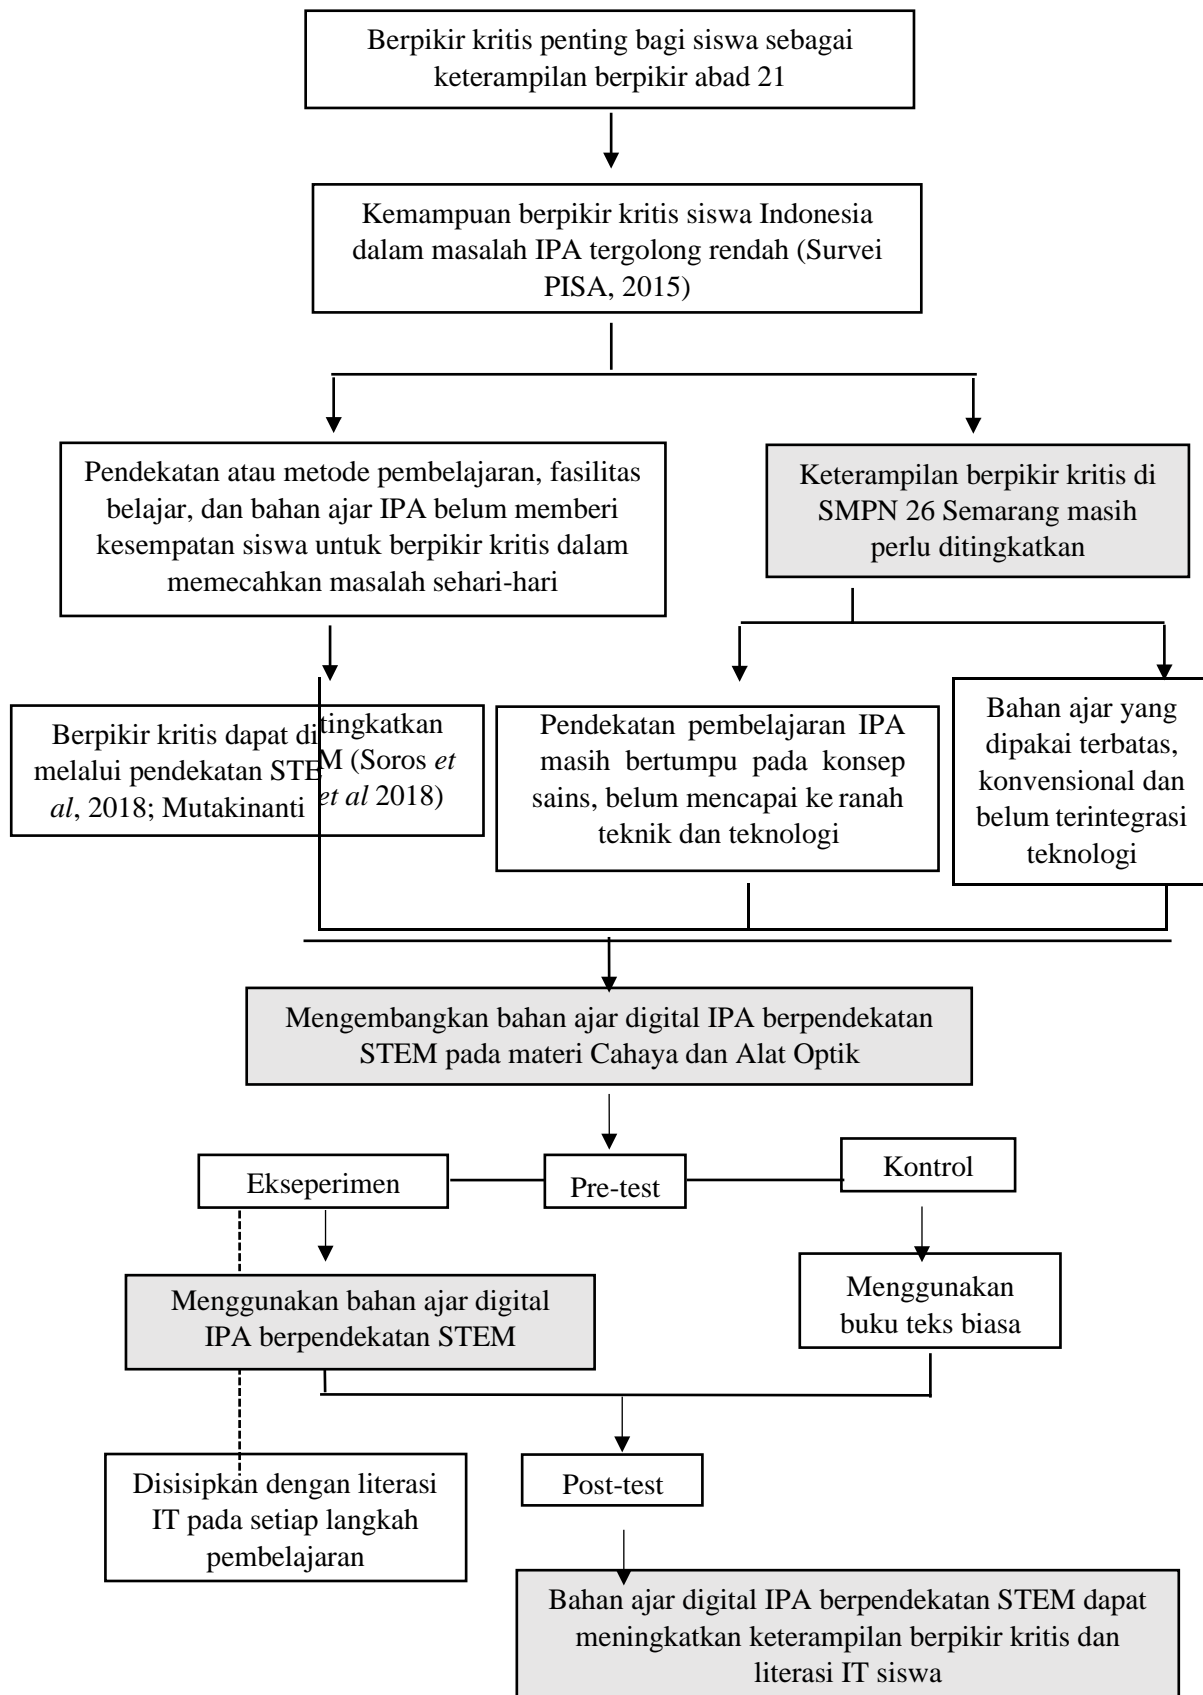 Berpikir kritis penting bagi siswa sebagai
keterampilan berpikir abad 21
Kemampuan berpikir kritis siswa Indonesia
dalam masalah IPA tergolong rendah (Survei
PISA, 2015)
Pendekatan atau metode pembelajaran, fasilitas
belajar, dan bahan ajar IPA belum memberi
kesempatan siswa untuk berpikir kritis dalam
memecahkan masalah sehari-hari
Keterampilan berpikir kritis di
SMPN 26 Semarang masih
perlu ditingkatkan
Berpikir kritis dapat ditingkatkan
melalui pendekatan STEM (Soros et
al, 2018; Mutakinanti et al 2018)
Pendekatan pembelajaran IPA
masih bertumpu pada konsep
sains, belum mencapai ke ranah
teknik dan teknologi
Bahan ajar yang
dipakai terbatas,
konvensional dan
belum terintegrasi
teknologi
Mengembangkan bahan ajar digital IPA berpendekatan
STEM pada materi Cahaya dan Alat Optik
Ekseperimen
Pre-test
Kontrol
Menggunakan bahan ajar digital
IPA berpendekatan STEM
Menggunakan
buku teks biasa
Disisipkan dengan literasi
IT pada setiap langkah
pembelajaran
Post-test
Bahan ajar digital IPA berpendekatan STEM dapat
meningkatkan keterampilan berpikir kritis dan
literasi IT siswa